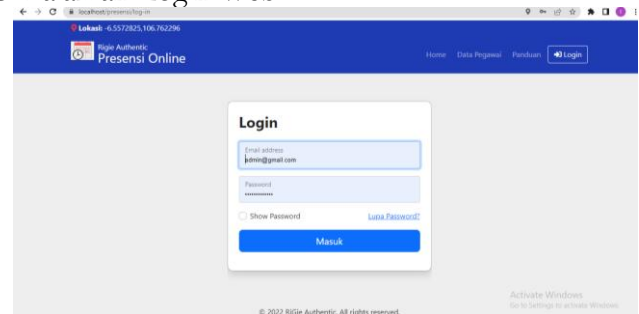 localhost/presensi/log-in
Lokasi: -6.5572825,106.762296
Rigie Authentic
Presensi Online
Home Data Pegawai Panduan Login
Login
Email address
admin@gmail.com
Password
Show Password Lupa Password?
Masuk
Activate Windows
Go to Settings to activate Windows.
© 2022 RiGie Authentic. All rights reserved.